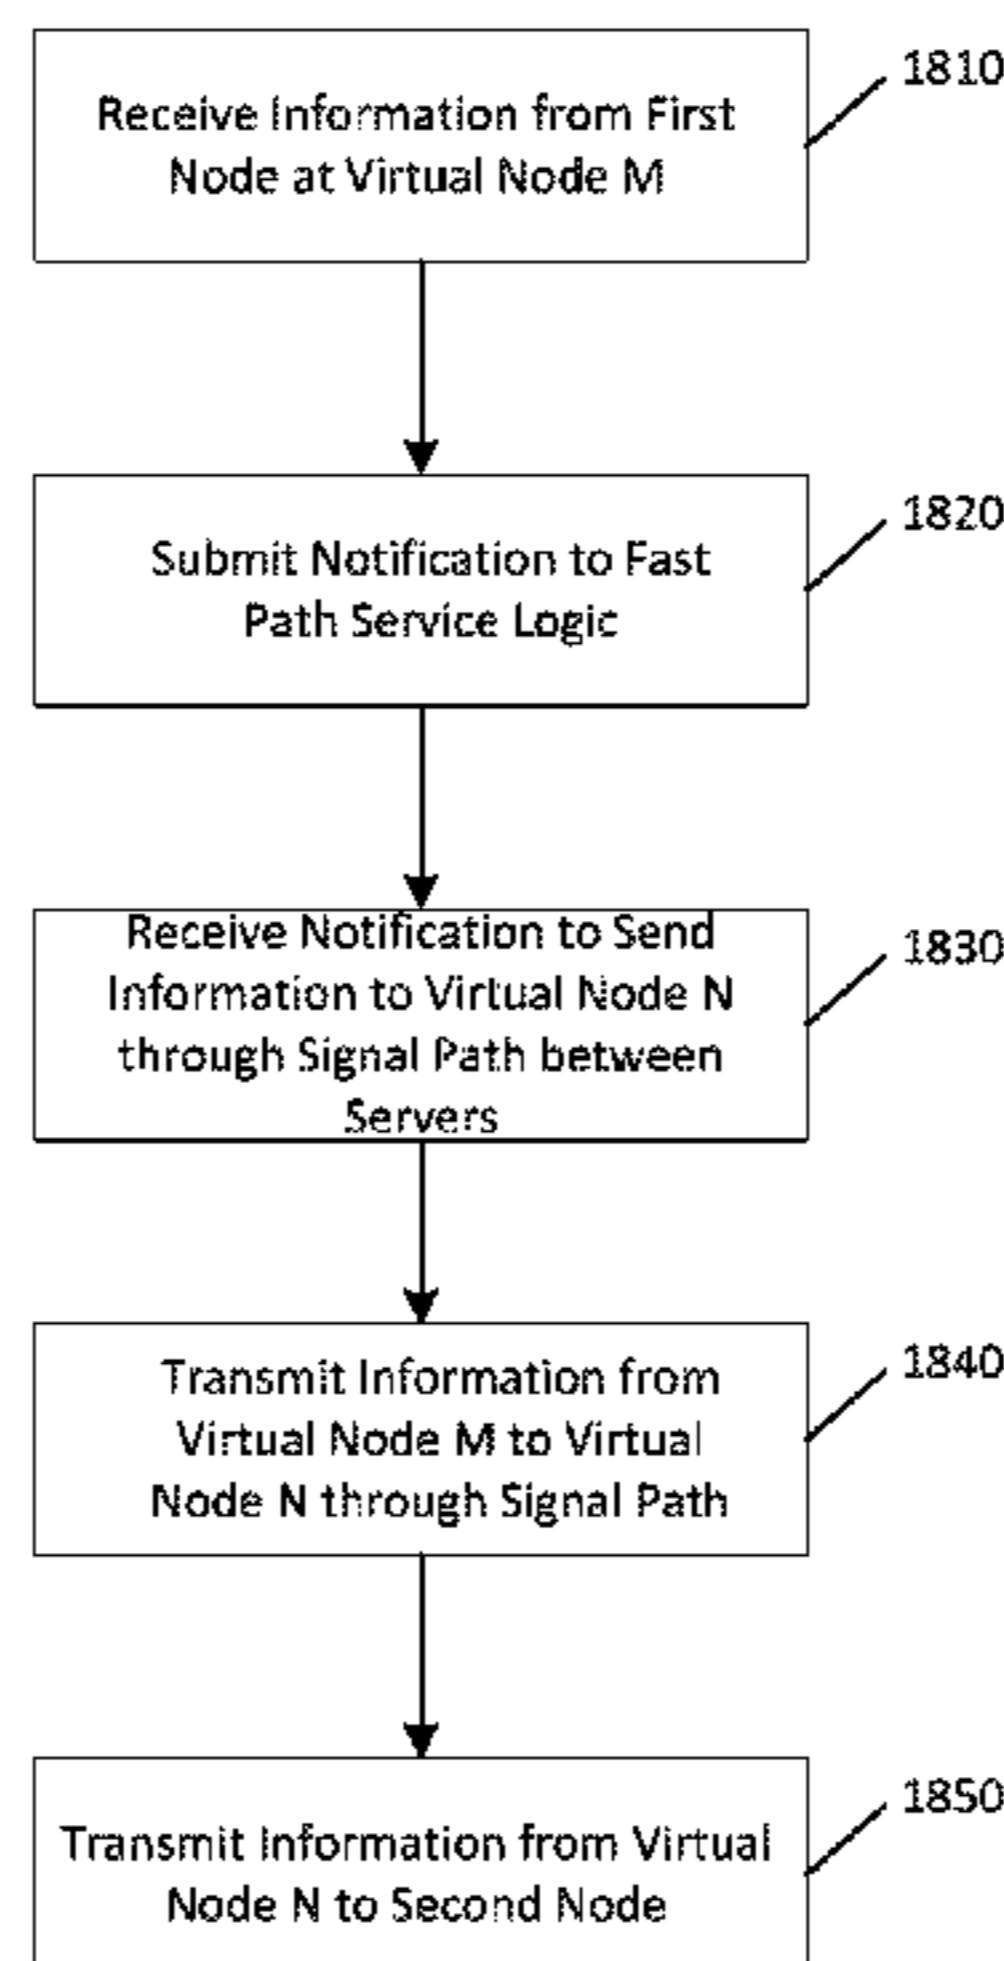 1810
Receive Information from First
Node at Virtual Node M
1820
Submit Notification to Fast
Path Service Logic
1830
Receive Notification to Send
Information to Virtual Node N
through Signal Path between
Servers
1840
Transmit Information from
Virtual Node M to Virtual
Node N through Signal Path
1850
Transmit Information from Virtual
Node N to Second Node